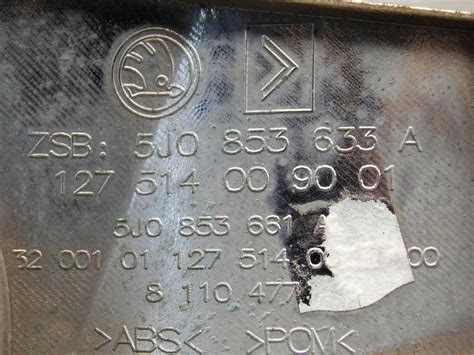 ZSB: 5J0 853 633 A
127 514 00 90 01
5J0 853 661 A
32 001 01 127 514 00
8 110 477
>ABS< >POM<